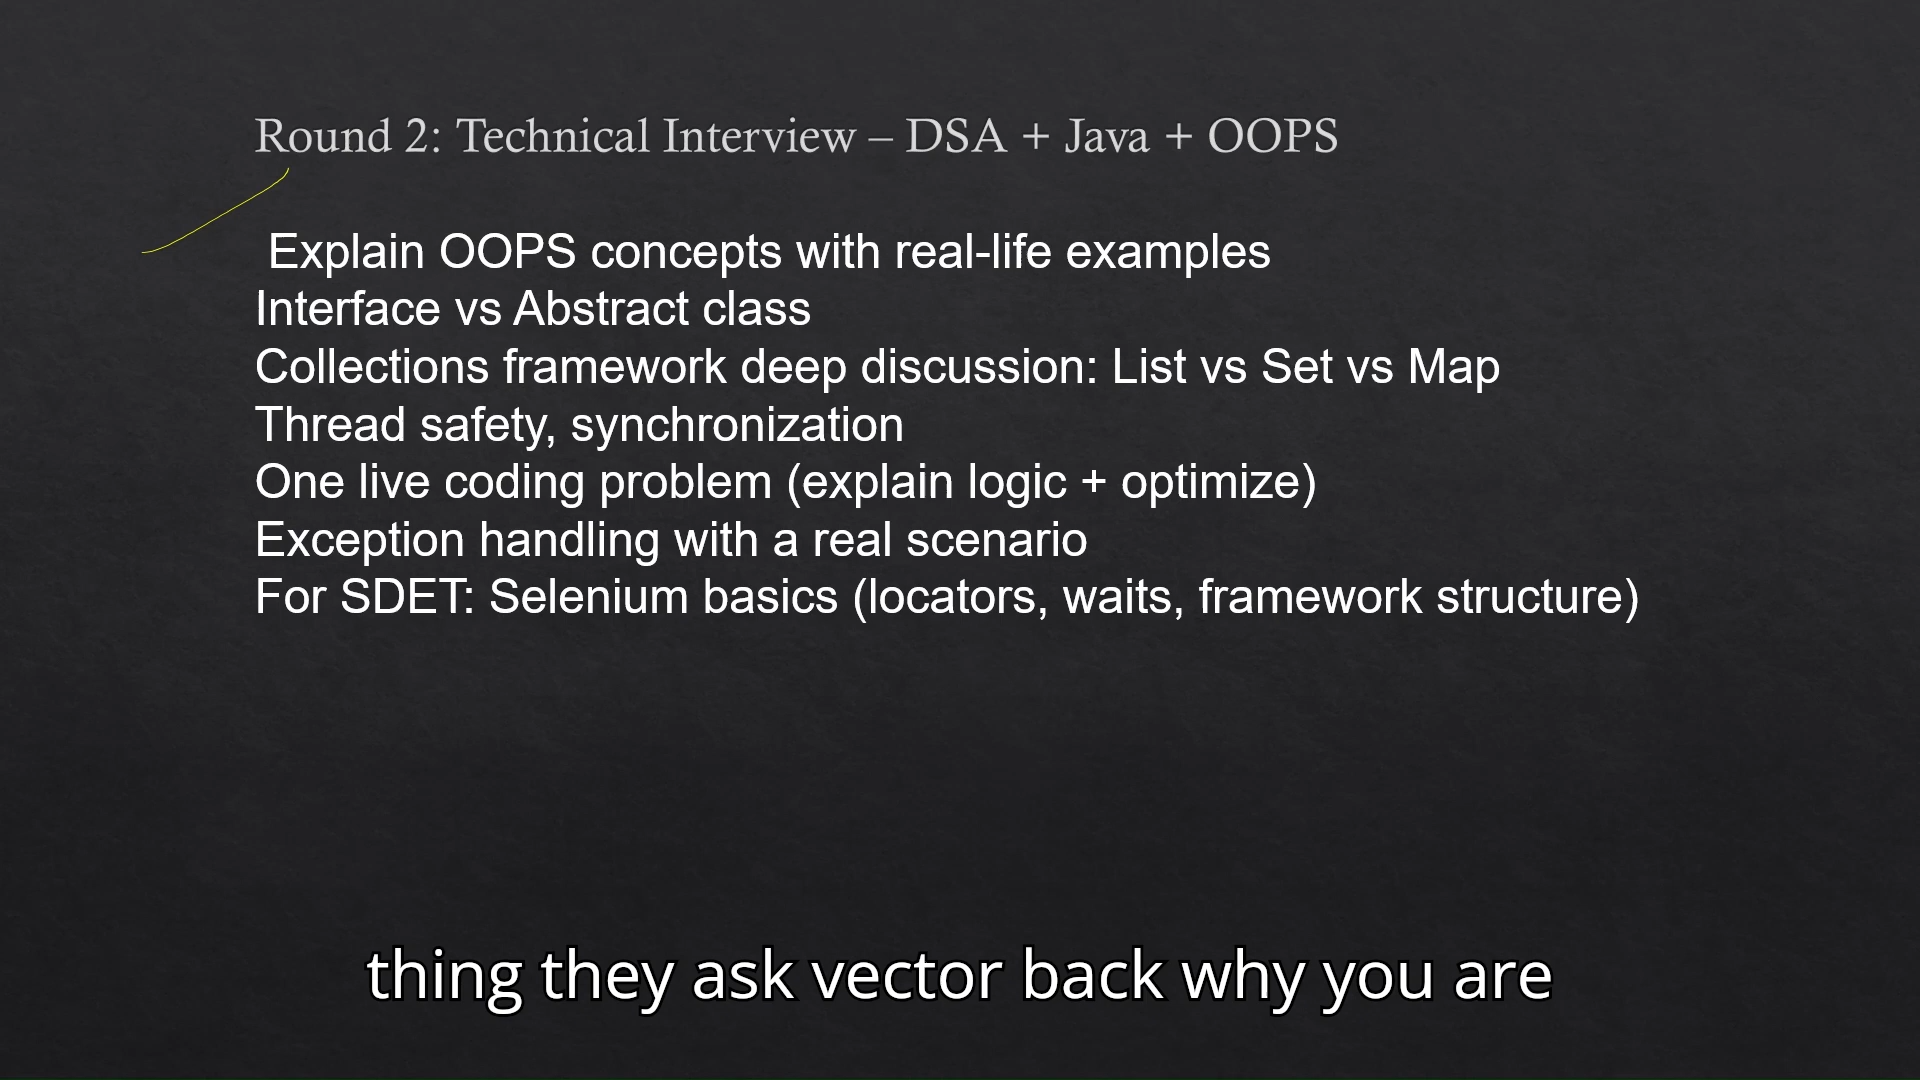 Round 2: Technical Interview – DSA + Java + OOPS
Explain OOPS concepts with real-life examples
Interface vs Abstract class
Collections framework deep discussion: List vs Set vs Map
Thread safety, synchronization
One live coding problem (explain logic + optimize)
Exception handling with a real scenario
For SDET: Selenium basics (locators, waits, framework structure)
thing they ask vector back why you are